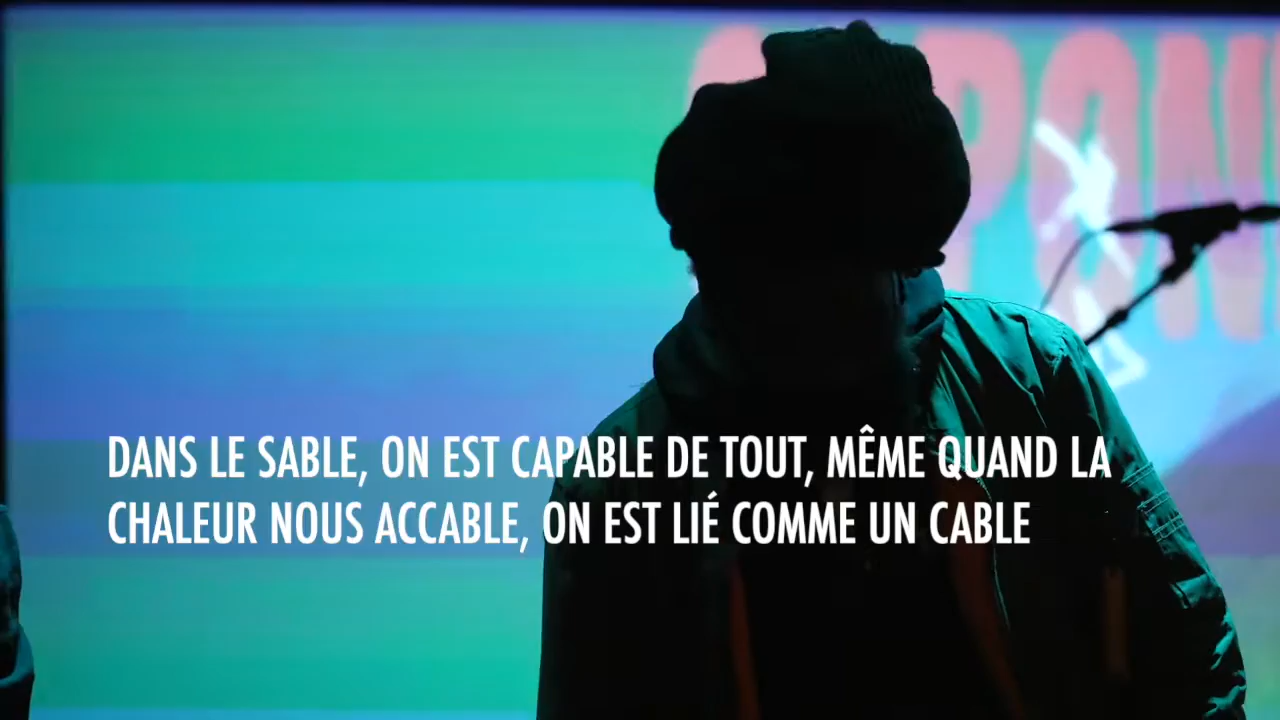 PON
DANS LE SABLE, ON EST CAPABLE DE TOUT, MÊME QUAND LA
CHALEUR NOUS ACCABLE, ON EST LIÉ COMME UN CABLE